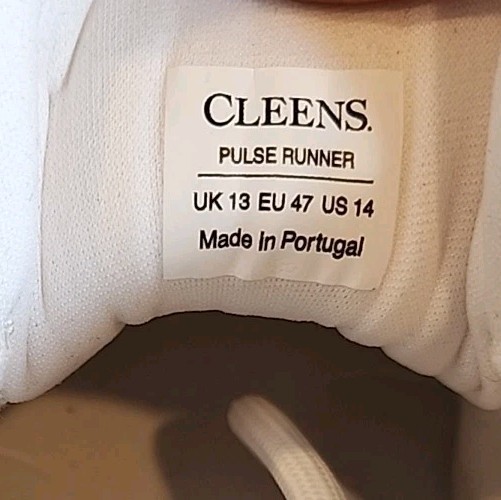 CLEENS.
PULSE RUNNER
UK 13 EU 47 US 14
Made in Portugal